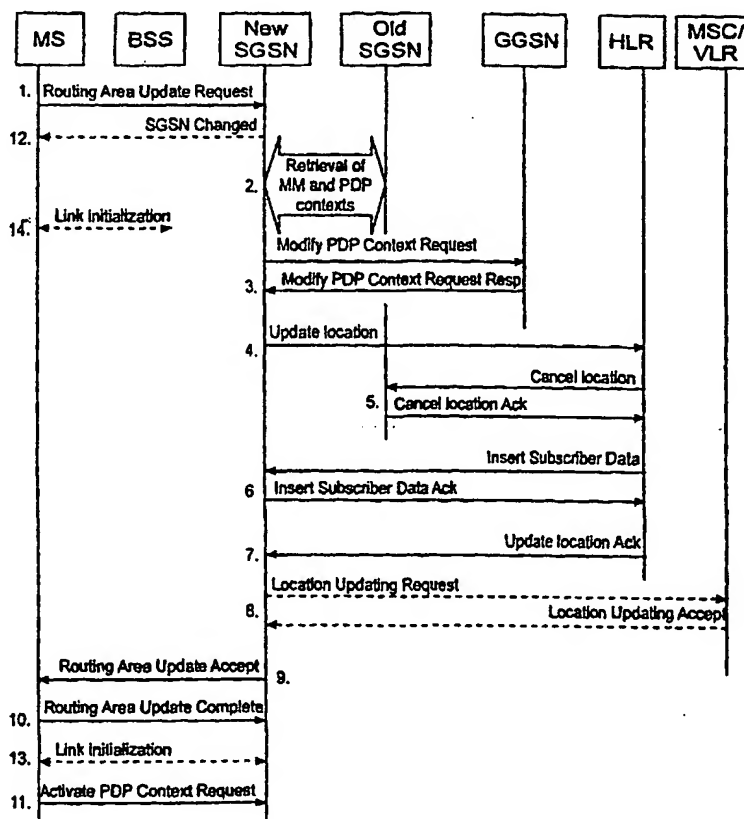 MS
BSS
New
SGSN
Old
SGSN
GGSN
HLR
MSC/
VLR
1. Routing Area Update Request
12. SGSN Changed
2. Retrieval of
MM and PDP
contexts
14. Link Initialization
Modify PDP Context Request
3. Modify PDP Context Request Resp
4. Update location
Cancel location
5. Cancel location Ack
Insert Subscriber Data
6 Insert Subscriber Data Ack
7. Update location Ack
Location Updating Request
8. Location Updating Accept
Routing Area Update Accept 9.
10. Routing Area Update Complete
13. Link Initialization
11. Activate PDP Context Request